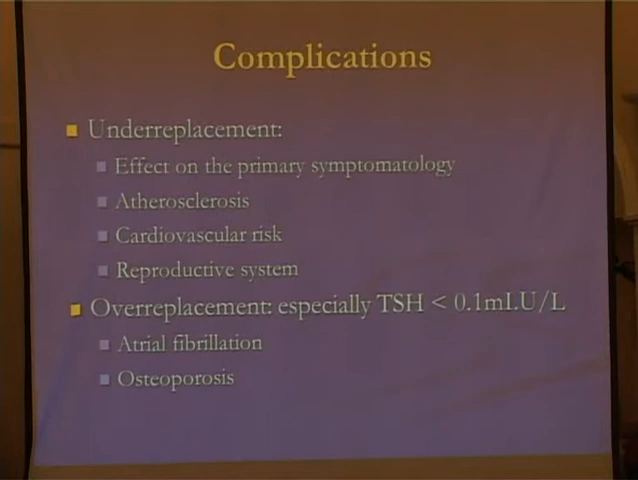 Complications
Underreplacement:
Effect on the primary symptomatology
Atherosclerosis
Cardiovascular risk
Reproductive system
Overreplacement: especially TSH < 0.1mI.U/L
Atrial fibrillation
Osteoporosis